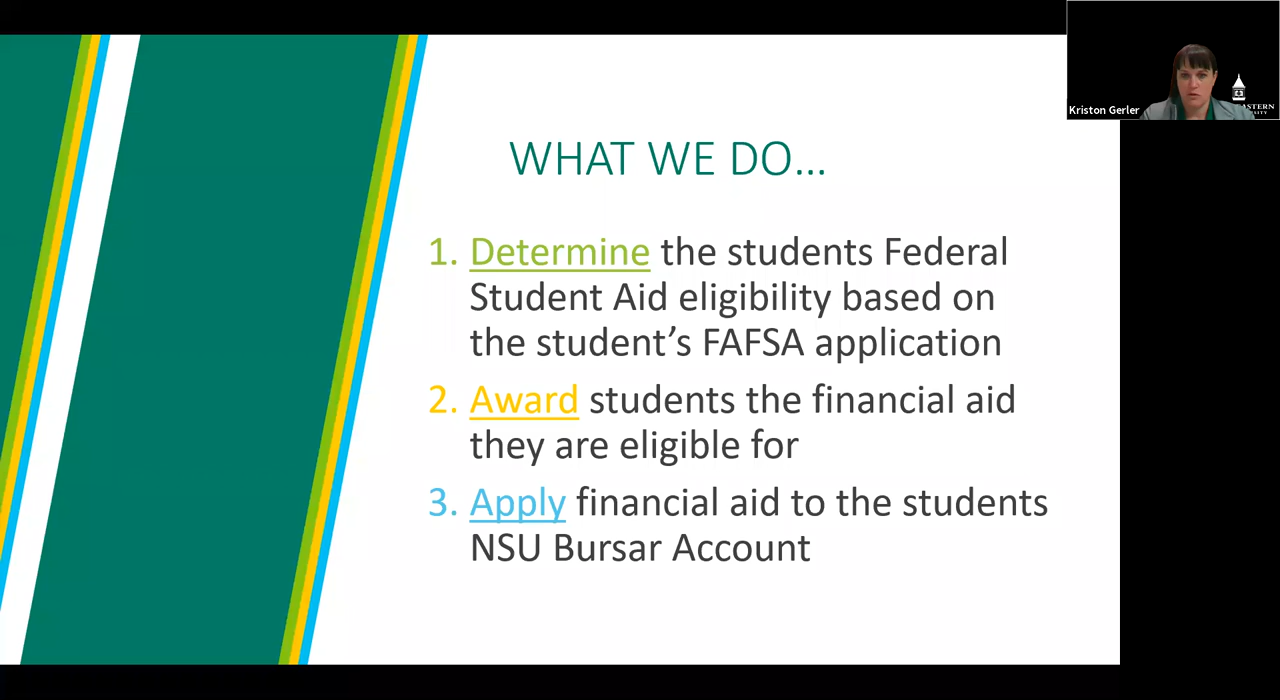 Kriston Gerler
ASTERN
WHAT WE DO...
1. Determine the students Federal
Student Aid eligibility based on
the student’s FAFSA application
2. Award students the financial aid
they are eligible for
3. Apply financial aid to the students
NSU Bursar Account